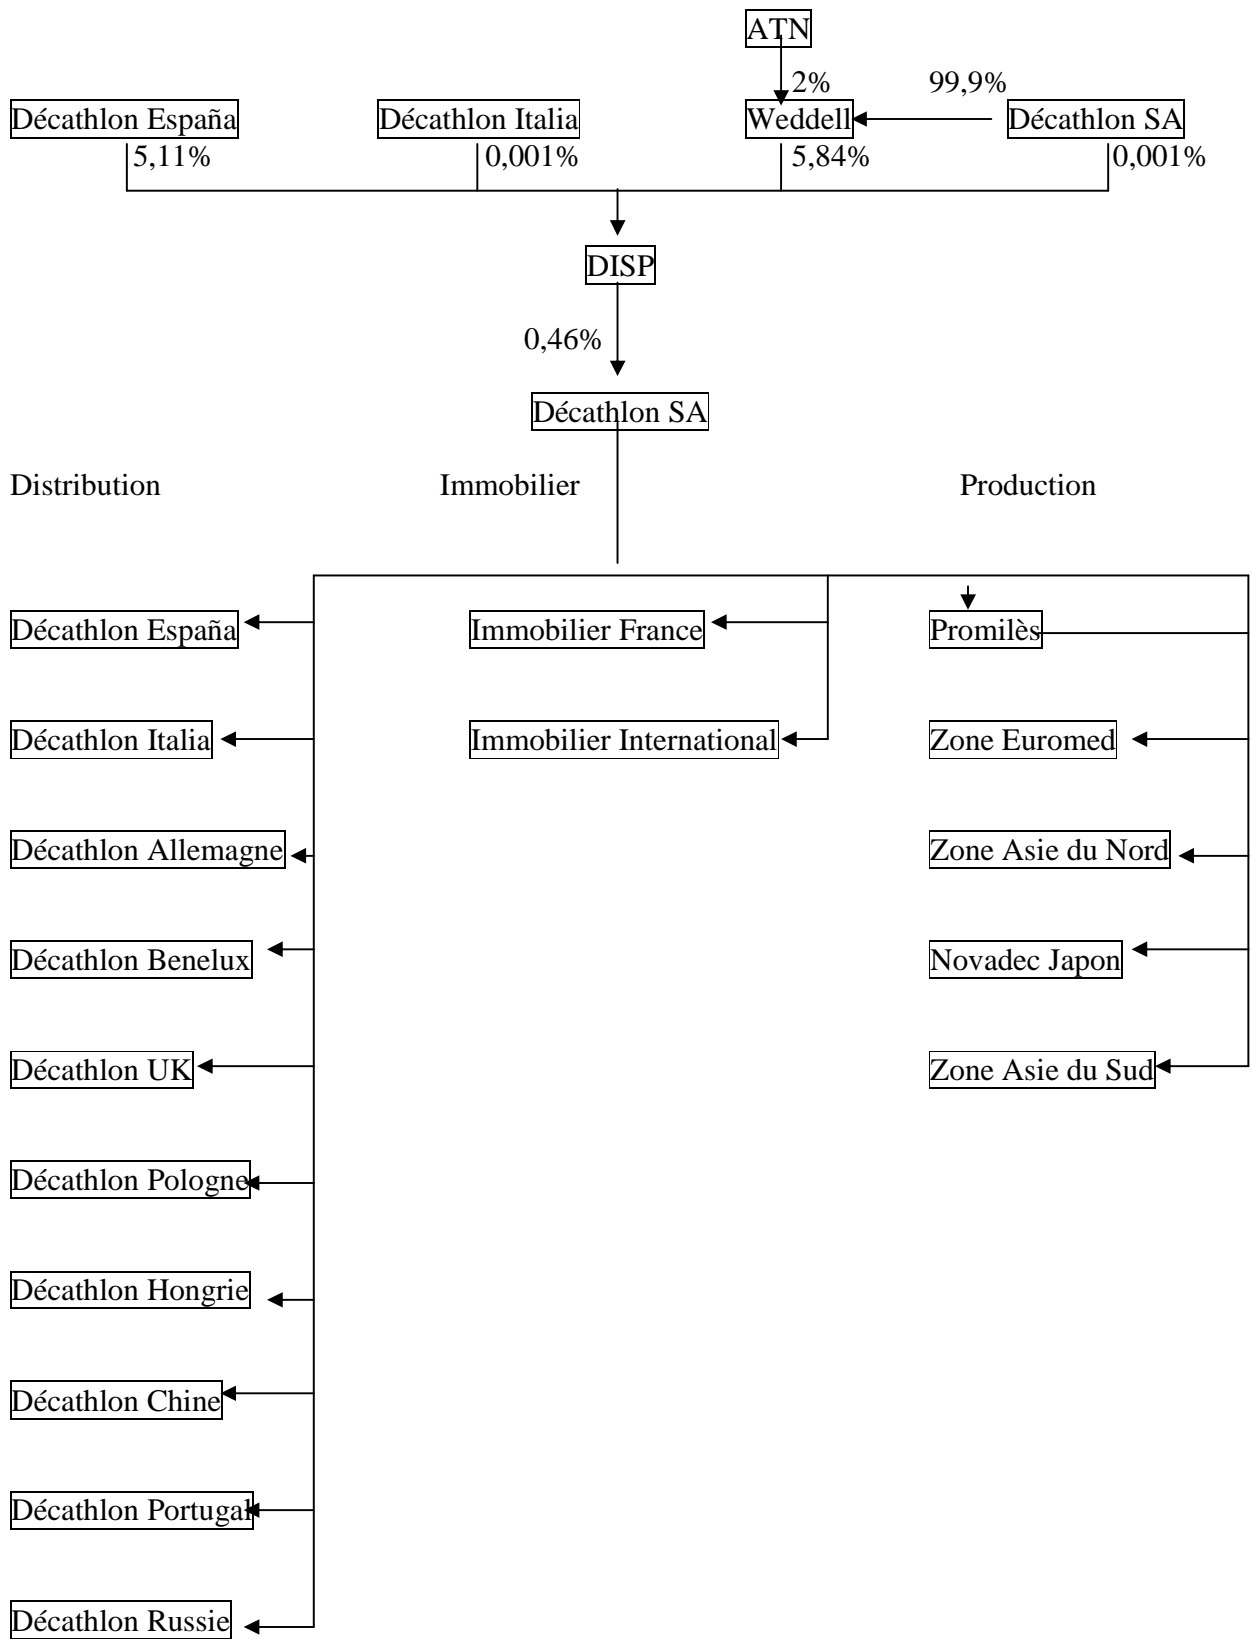 ATN
2% 99,9%
Décathlon España Décathlon Italia Weddell Décathlon SA
5,11% 0,001% 5,84% 0,001%
DISP
0,46%
Décathlon SA
Distribution Immobilier Production
Décathlon España Immobilier France Promilès
Décathlon Italia Immobilier International Zone Euromed
Décathlon Allemagne Zone Asie du Nord
Décathlon Benelux Novadec Japon
Décathlon UK Zone Asie du Sud
Décathlon Pologne
Décathlon Hongrie
Décathlon Chine
Décathlon Portugal
Décathlon Russie